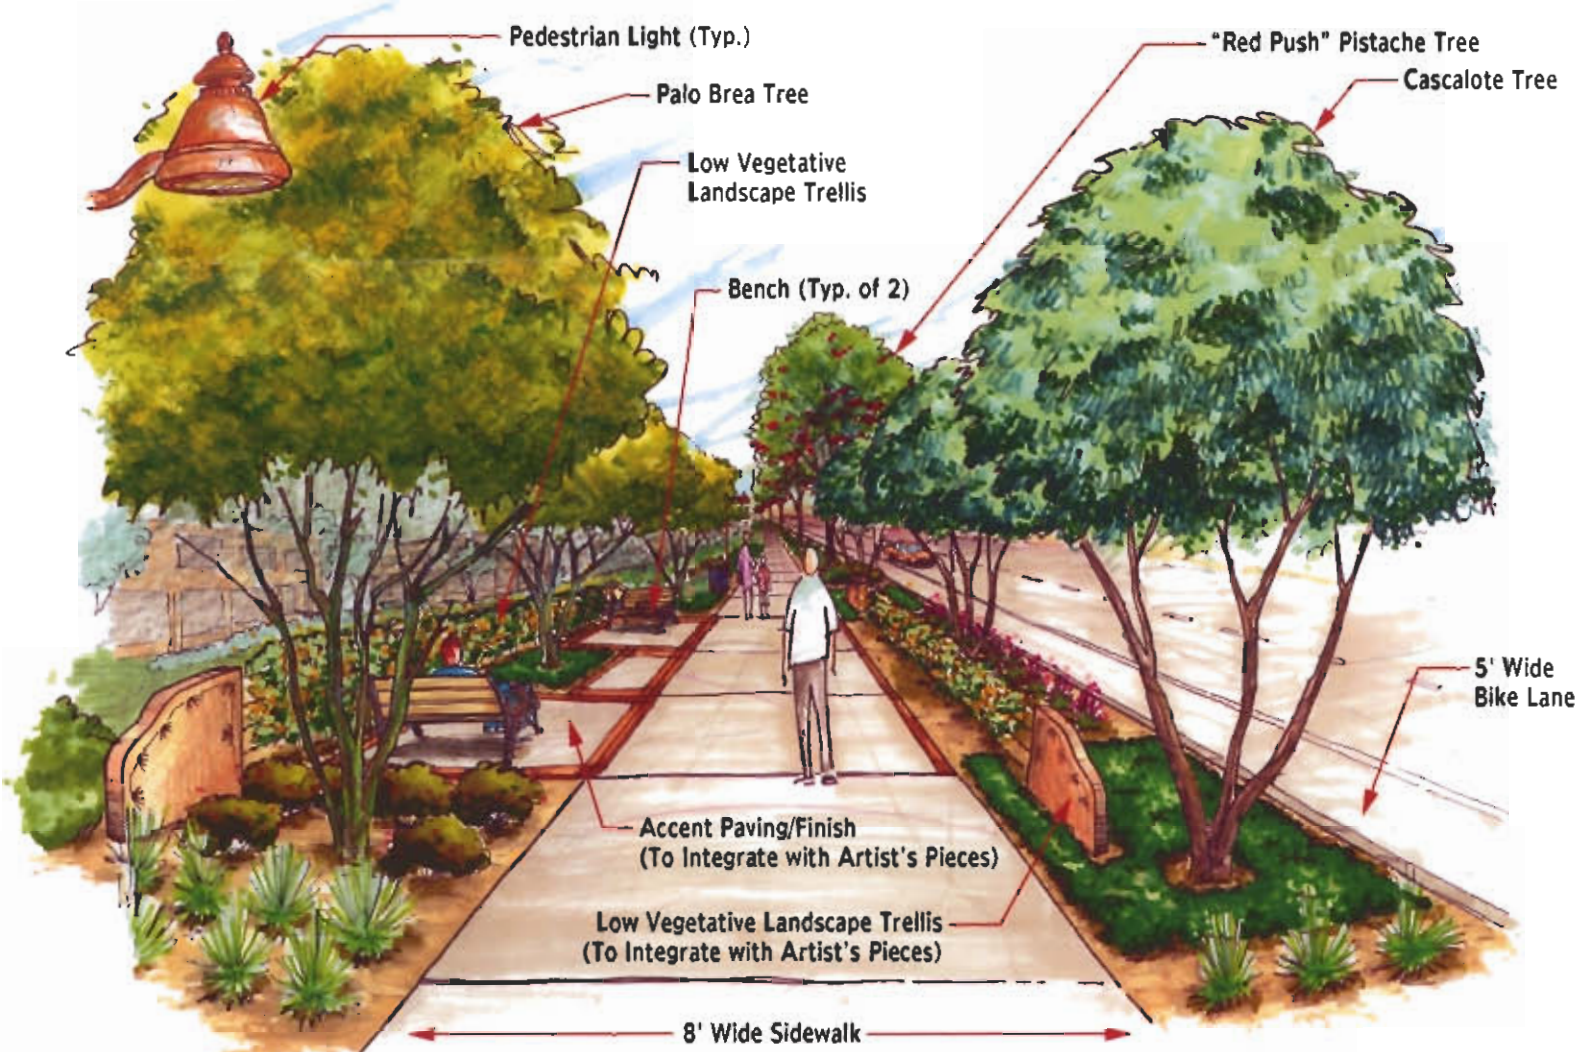 Pedestrian Light (Typ.)
Palo Brea Tree
Low Vegetative
Landscape Trellis
Bench (Typ. of 2)
"Red Push" Pistache Tree
Cascalote Tree
5' Wide
Bike Lane
Accent Paving/Finish
(To Integrate with Artist's Pieces)
Low Vegetative Landscape Trellis
(To Integrate with Artist's Pieces)
8' Wide Sidewalk